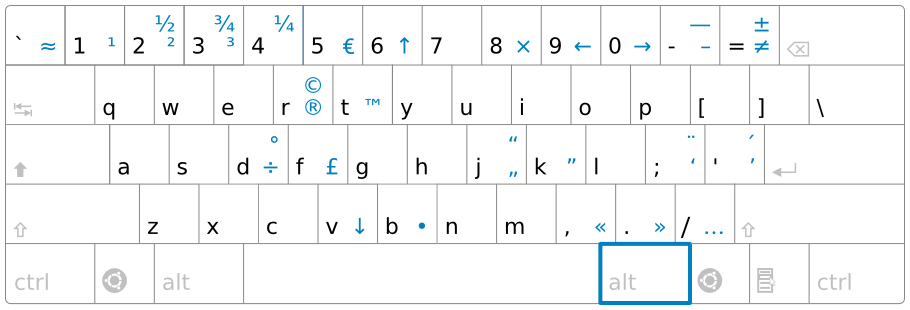 ½ ¾ ¼ — ±
` ≈ 1 ¹ 2 ² 3 ³ 4 5 € 6 ↑ 7 8 × 9 ← 0 → - – = ≠
©
q w e r ® t ™ y u i o p [ ] \
° “ ¨ ´
a s d ÷ f £ g h j „ k ” l ; ‘ ' ’
z x c v ↓ b • n m , « . » / …
ctrl alt alt ctrl